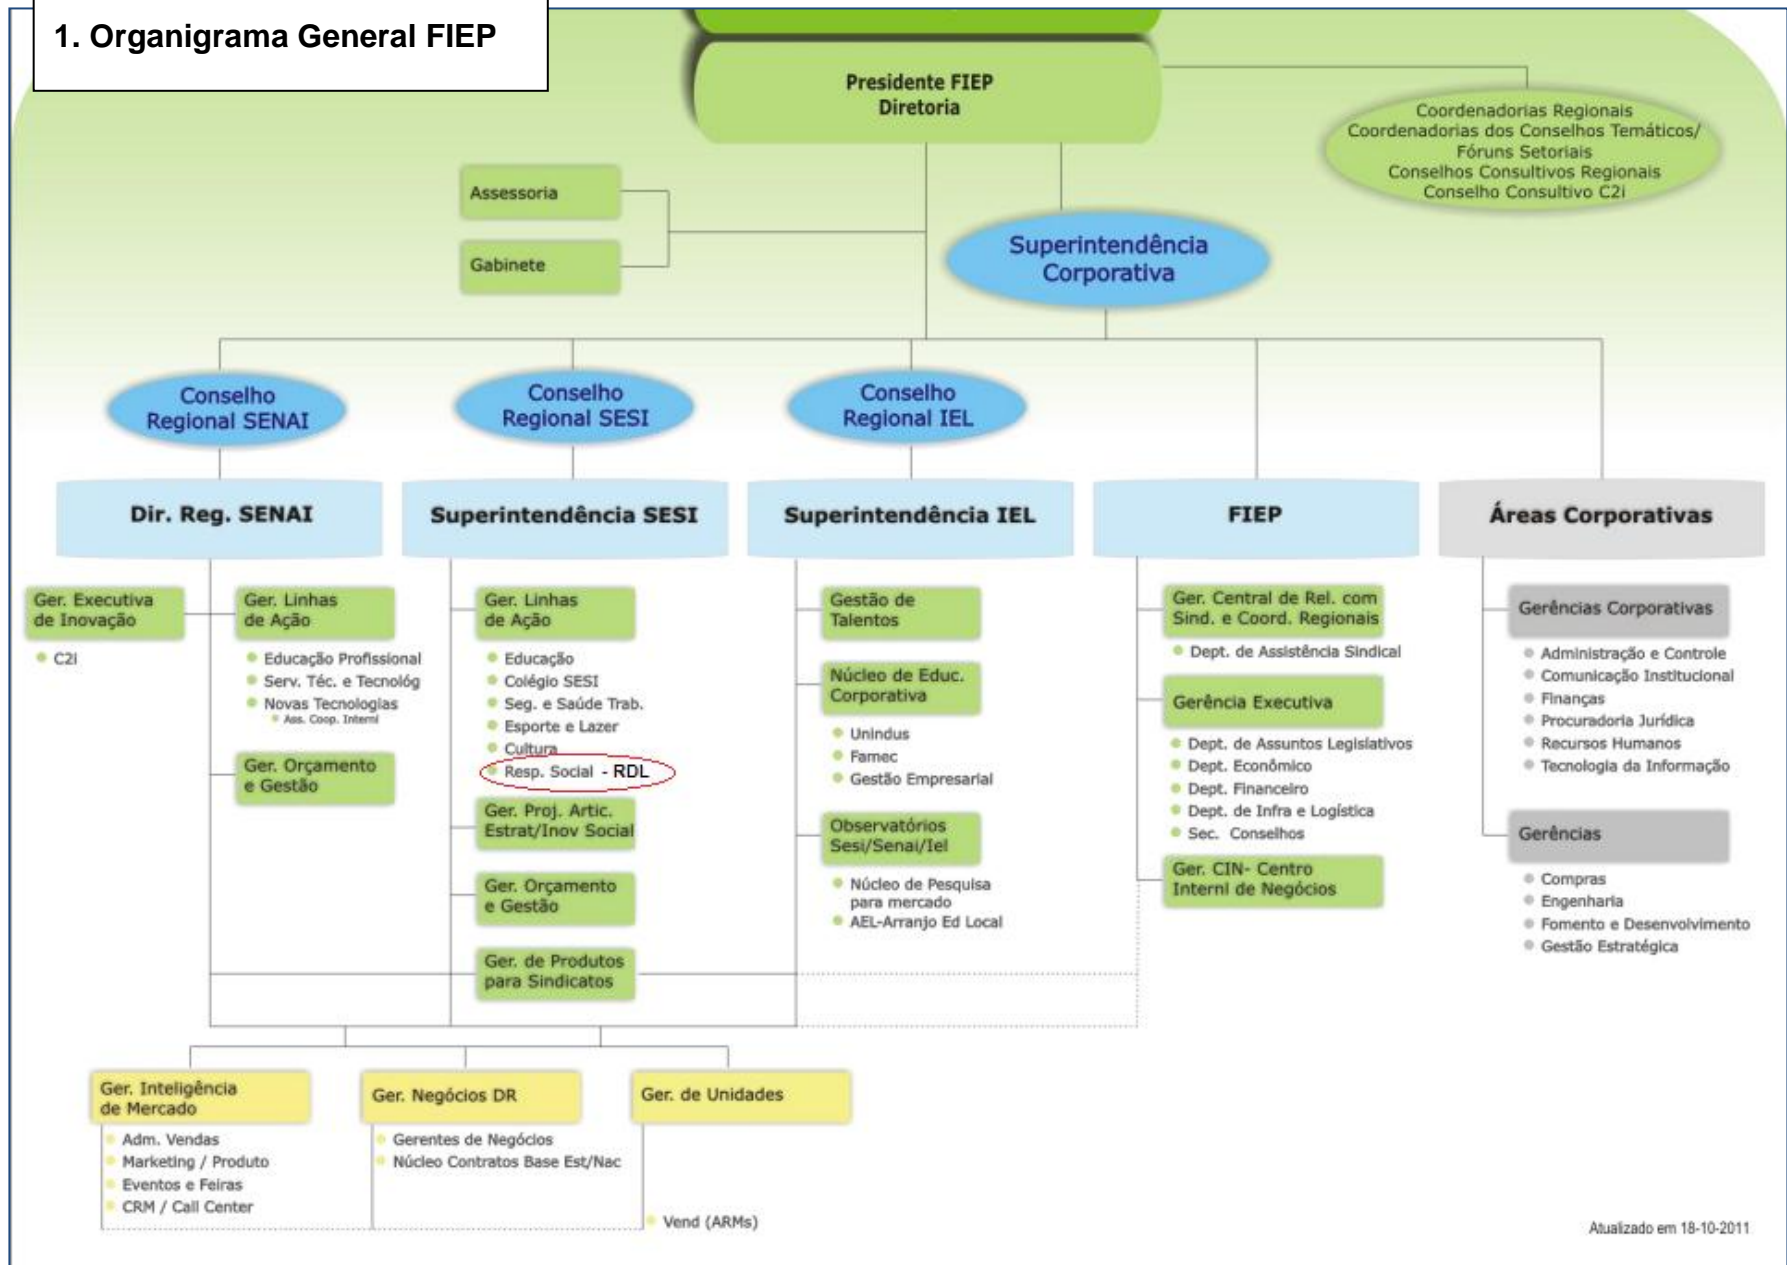 1. Organigrama General FIEP
Presidente FIEP
Diretoria
Coordenadorias Regionais
Coordenadorias dos Conselhos Temáticos/
Fóruns Setoriais
Conselhos Consultivos Regionais
Conselho Consultivo C2i
Assessoria
Gabinete
Superintendência
Corporativa
Conselho
Regional SENAI
Conselho
Regional SESI
Conselho
Regional IEL
Dir. Reg. SENAI
Superintendência SESI
Superintendência IEL
FIEP
Áreas Corporativas
Ger. Executiva
de Inovação
C2i
Ger. Linhas
de Ação
Educação Profissional
Serv. Téc. e Tecnológ
Novas Tecnologias
Ass. Coop. Interni
Ger. Orçamento
e Gestão
Ger. Linhas
de Ação
Educação
Colégio SESI
Seg. e Saúde Trab.
Esporte e Lazer
Cultura
Resp. Social - RDL
Ger. Proj. Artic.
Estrat/Inov Social
Ger. Orçamento
e Gestão
Ger. de Produtos
para Sindicatos
Gestão de
Talentos
Núcleo de Educ.
Corporativa
Unindus
Famec
Gestão Empresarial
Observatórios
Sesi/Senai/Iel
Núcleo de Pesquisa
para mercado
AEL-Arranjo Ed Local
Ger. Central de Rel. com
Sind. e Coord. Regionais
Dept. de Assistência Sindical
Gerência Executiva
Dept. de Assuntos Legislativos
Dept. Econômico
Dept. Financeiro
Dept. de Infra e Logística
Sec. Conselhos
Ger. CIN- Centro
Internl de Negócios
Gerências Corporativas
Administração e Controle
Comunicação Institucional
Finanças
Procuradoria Jurídica
Recursos Humanos
Tecnologia da Informação
Gerências
Compras
Engenharia
Fomento e Desenvolvimento
Gestão Estratégica
Ger. Inteligência
de Mercado
Adm. Vendas
Marketing / Produto
Eventos e Feiras
CRM / Call Center
Ger. Negócios DR
Gerentes de Negócios
Núcleo Contratos Base Est/Nac
Ger. de Unidades
Vend (ARMs)
Atualizado em 18-10-2011